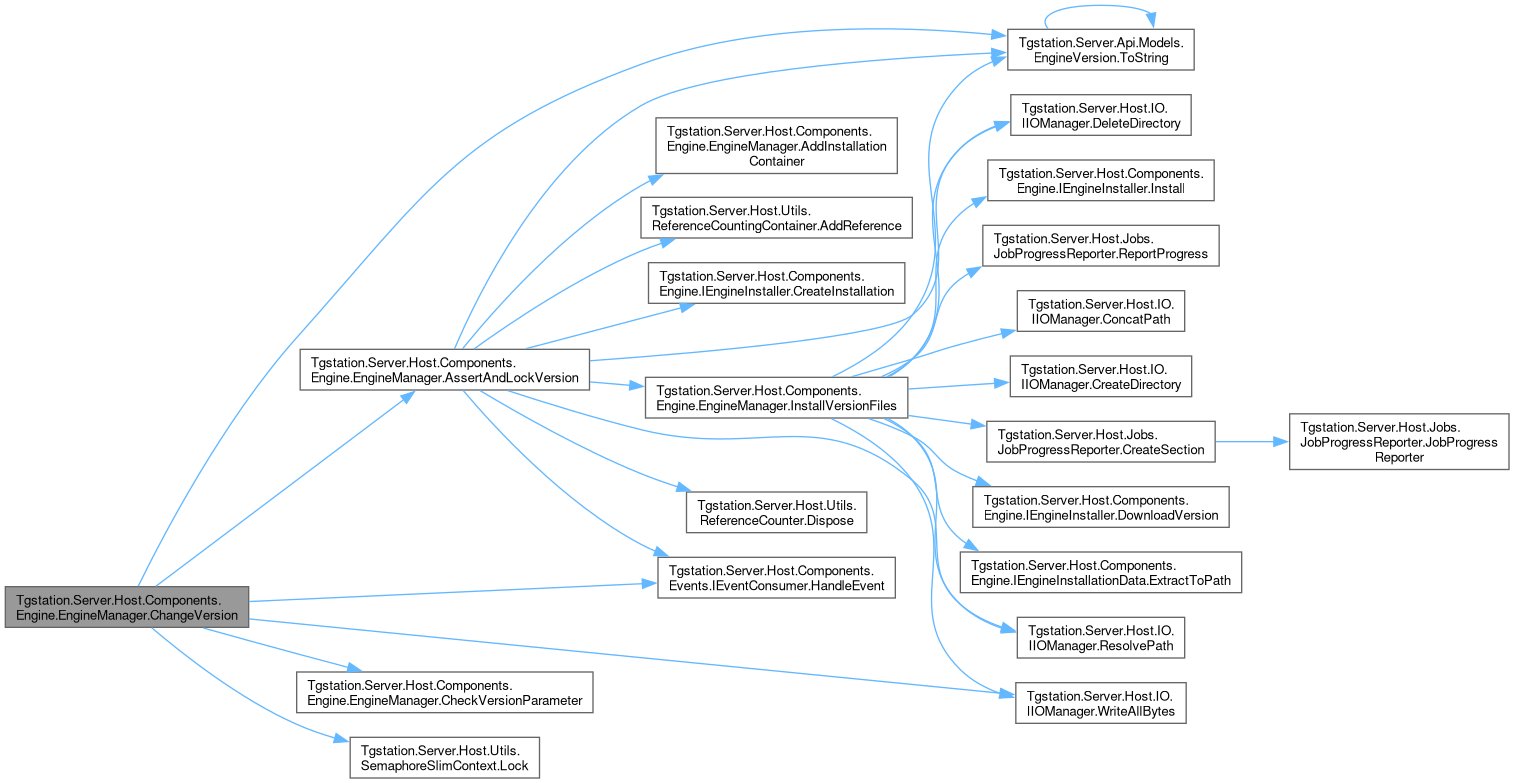 Tgstation.Server.Api.Models.
EngineVersion.ToString
Tgstation.Server.Host.IO.
IIOManager.DeleteDirectory
Tgstation.Server.Host.Components.
Engine.EngineManager.AddInstallation
Container
Tgstation.Server.Host.Components.
Engine.IEngineInstaller.Install
Tgstation.Server.Host.Utils.
ReferenceCountingContainer.AddReference
Tgstation.Server.Host.Jobs.
JobProgressReporter.ReportProgress
Tgstation.Server.Host.Components.
Engine.IEngineInstaller.CreateInstallation
Tgstation.Server.Host.IO.
IIOManager.ConcatPath
Tgstation.Server.Host.Components.
Engine.EngineManager.AssertAndLockVersion
Tgstation.Server.Host.IO.
IIOManager.CreateDirectory
Tgstation.Server.Host.Components.
Engine.EngineManager.InstallVersionFiles
Tgstation.Server.Host.Jobs.
JobProgressReporter.CreateSection
Tgstation.Server.Host.Jobs.
JobProgressReporter.JobProgress
Reporter
Tgstation.Server.Host.Utils.
ReferenceCounter.Dispose
Tgstation.Server.Host.Components.
Engine.IEngineInstaller.DownloadVersion
Tgstation.Server.Host.Components.
Events.IEventConsumer.HandleEvent
Tgstation.Server.Host.Components.
Engine.IEngineInstallationData.ExtractToPath
Tgstation.Server.Host.Components.
Engine.EngineManager.ChangeVersion
Tgstation.Server.Host.IO.
IIOManager.ResolvePath
Tgstation.Server.Host.Components.
Engine.EngineManager.CheckVersionParameter
Tgstation.Server.Host.IO.
IIOManager.WriteAllBytes
Tgstation.Server.Host.Utils.
SemaphoreSlimContext.Lock